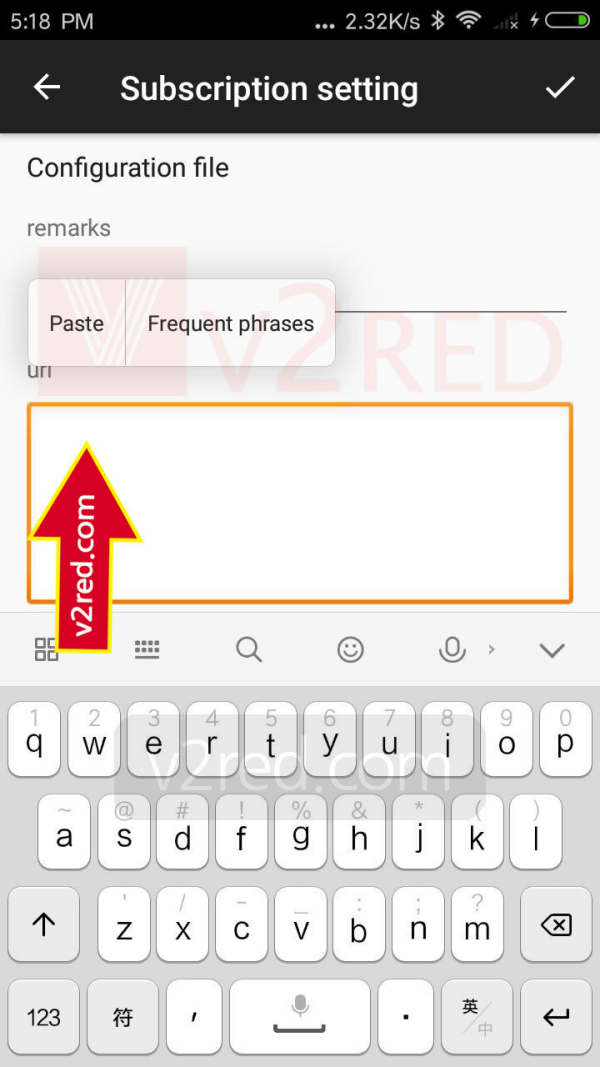 5:18 PM ... 2.32K/s
Subscription setting
Configuration file
remarks
Paste Frequent phrases
url
v2RED
v2red.com
1 2 3 4 5 6 7 8 9 0
q w e r t y u i o p
v2red.com
~ @ # ! % & * ( )
a s d f g h j k l
' / - _ : ; ?
z x c v b n m
123 符 , . 英/中